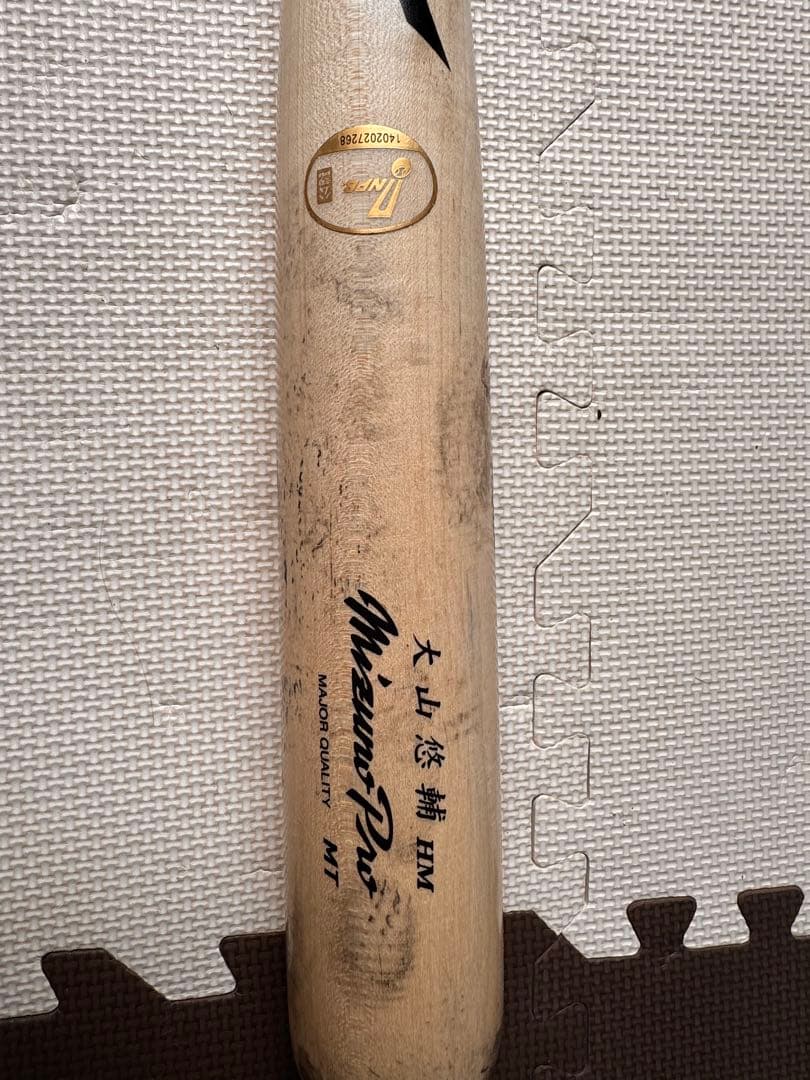 1402027268
NPB
大山悠輔 HM
Mizuno Pro
MAJOR QUALITY MT